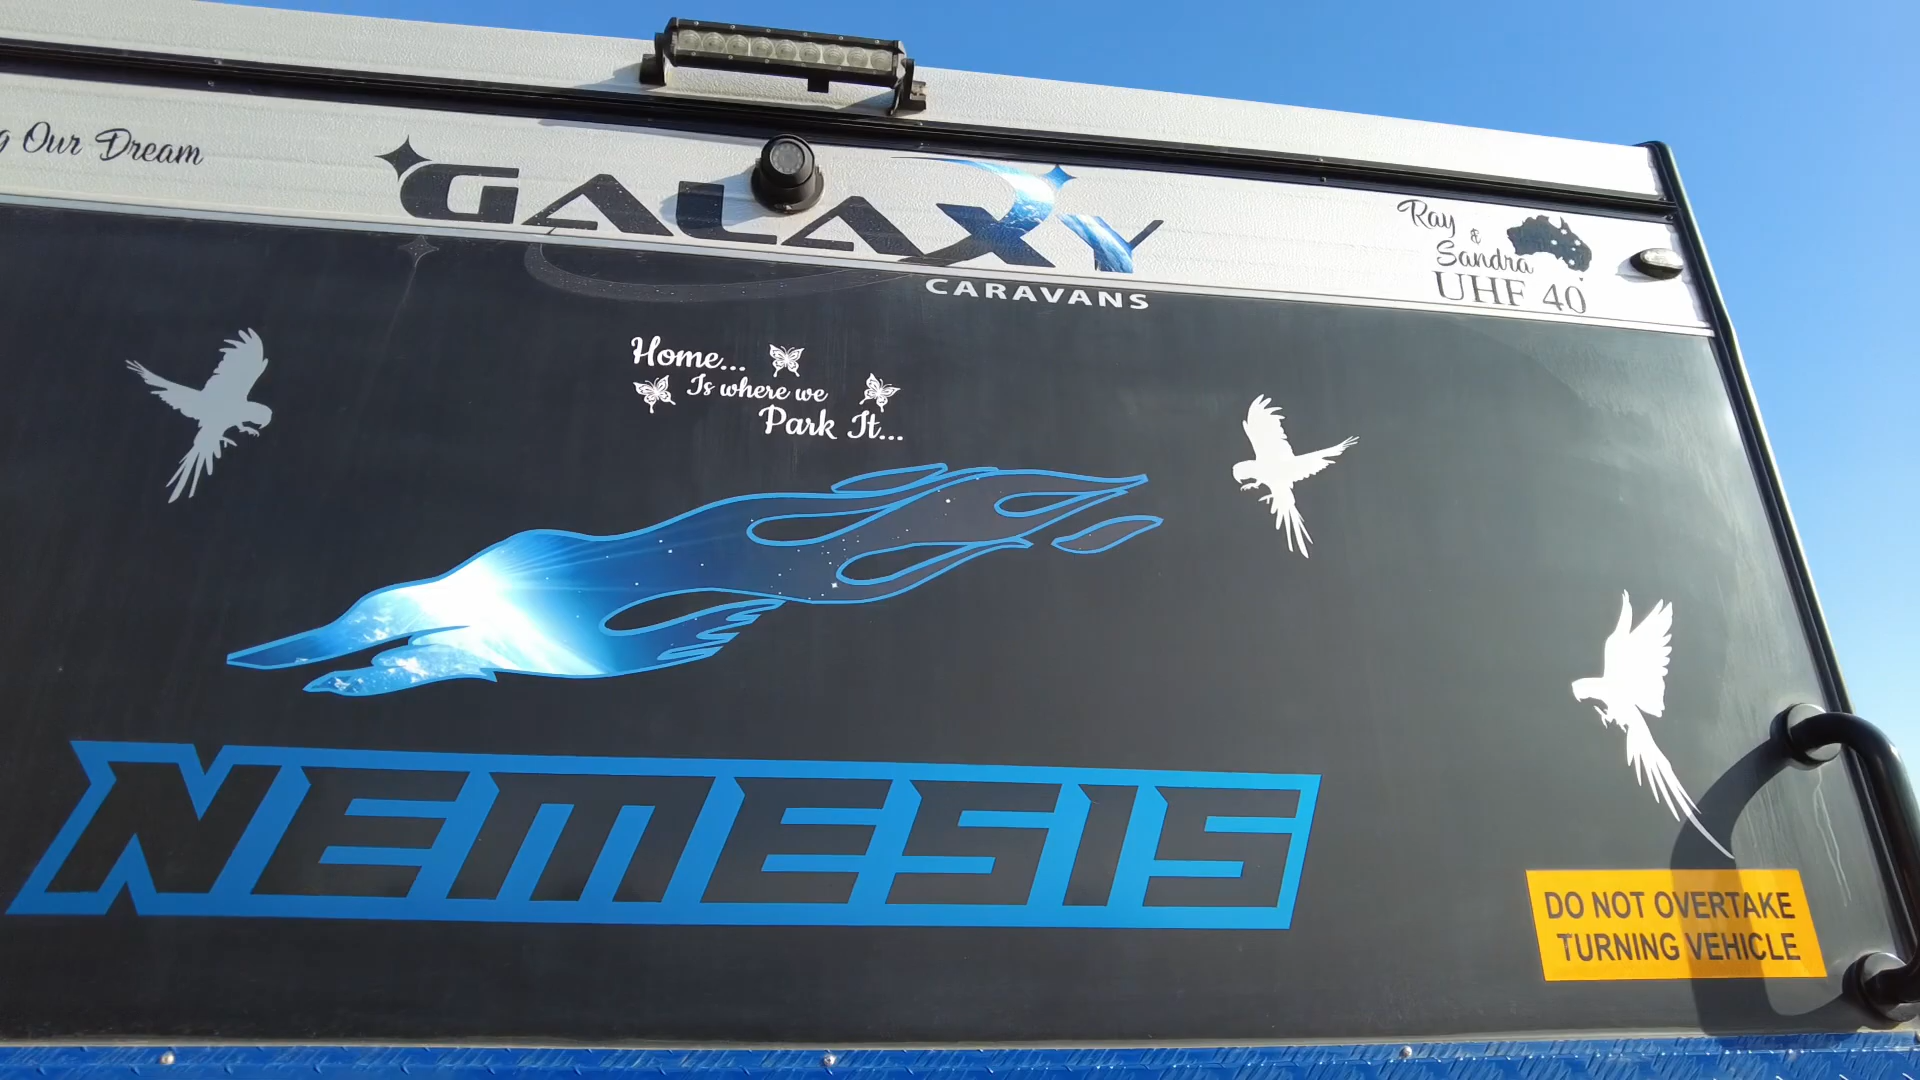 Our Dream
GALAXY
CARAVANS
Ray
&
Sandra
UHF 40
Home...
Is where we
Park It...
NEMESIS
DO NOT OVERTAKE
TURNING VEHICLE